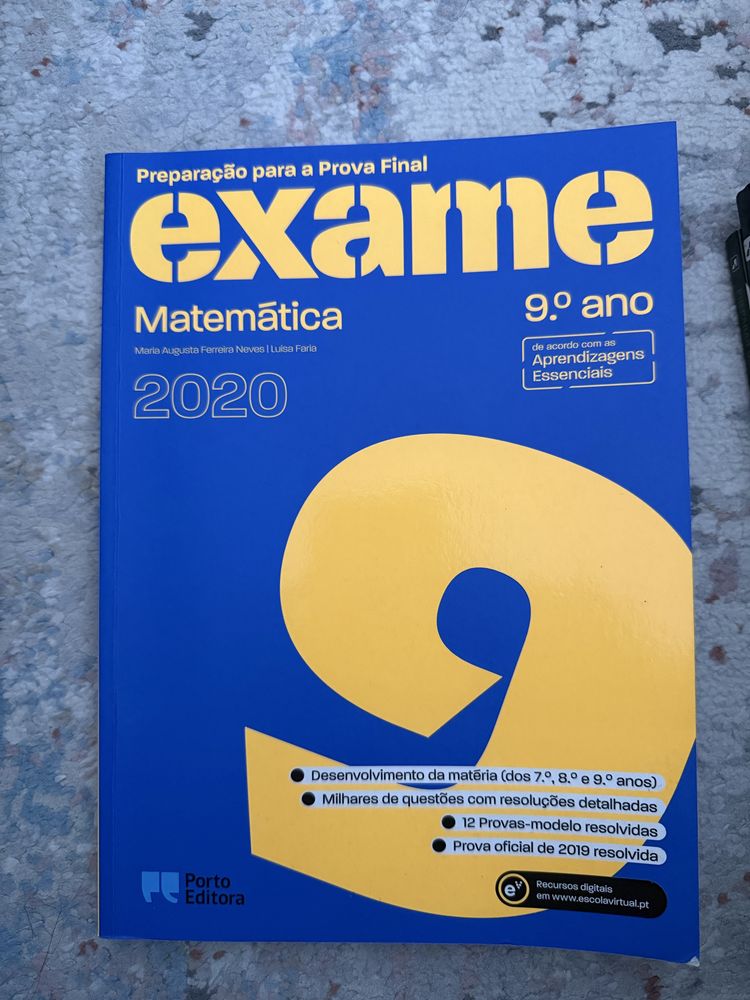 Preparação para a Prova Final
exame
Matemática
9.º ano
Maria Augusta Ferreira Neves | Luísa Faria
de acordo com as
Aprendizagens
Essenciais
2020
9
Desenvolvimento da matéria (dos 7.º, 8.º e 9.º anos)
Milhares de questões com resoluções detalhadas
12 Provas-modelo resolvidas
Prova oficial de 2019 resolvida
Porto
Editora
eV
Recursos digitais
em www.escolavirtual.pt